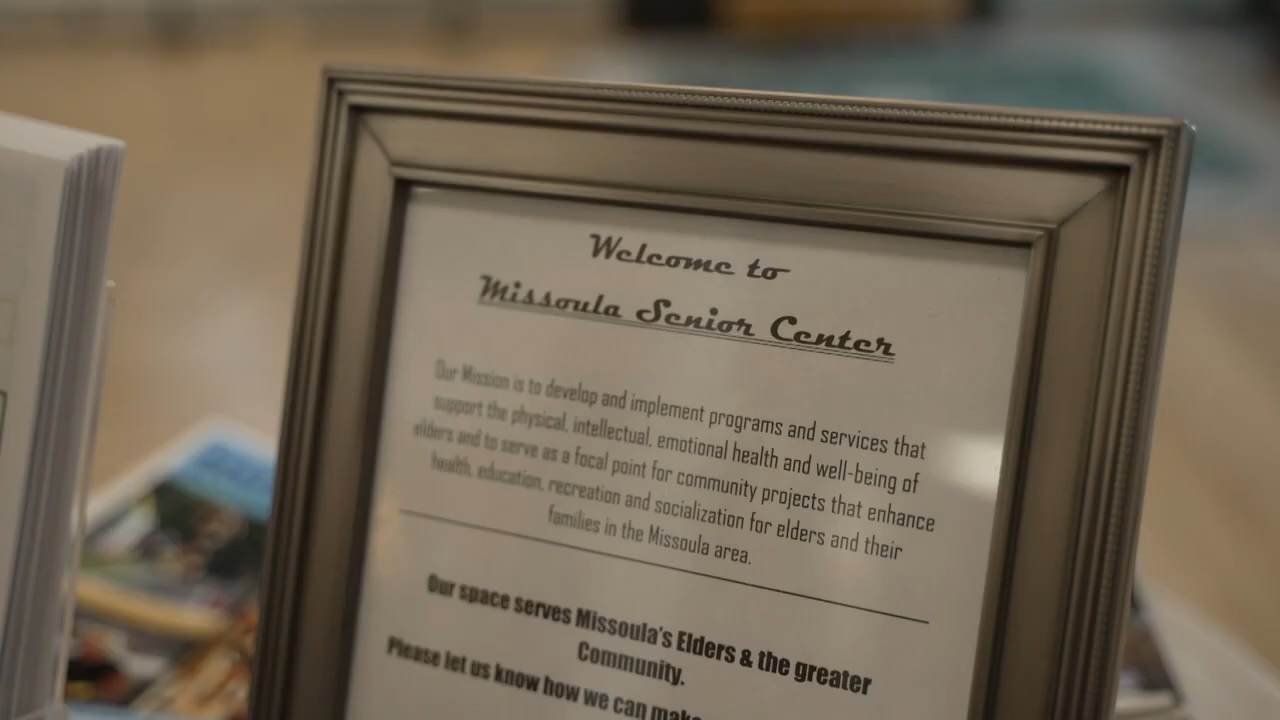 Welcome to
Missoula Senior Center
Our Mission is to develop and implement programs and services that
support the physical, intellectual, emotional health and well-being of
elders and to serve as a focal point for community projects that enhance
health, education, recreation and socialization for elders and their
families in the Missoula area.
Our space serves Missoula's Elders & the greater
Community.
Please let us know how we can make